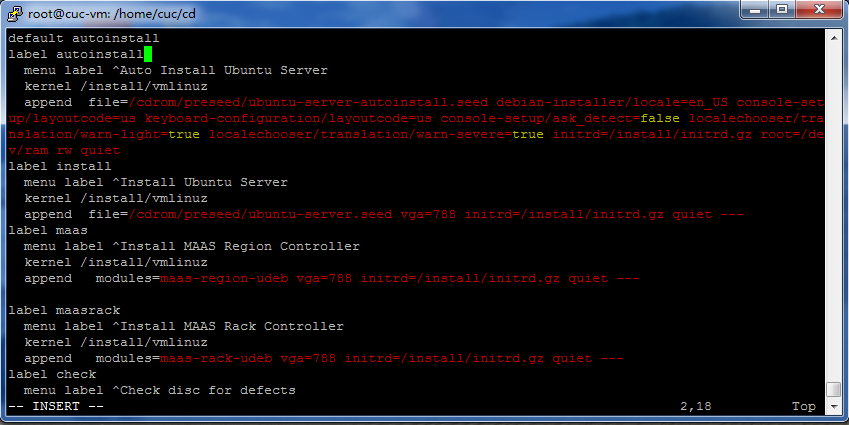 root@cuc-vm: /home/cuc/cd
default autoinstall
label autoinstall
  menu label ^Auto Install Ubuntu Server
  kernel /install/vmlinuz
  append  file=/cdrom/preseed/ubuntu-server-autoinstall.seed debian-installer/locale=en_US console-set
up/layoutcode=us keyboard-configuration/layoutcode=us console-setup/ask_detect=false localechooser/tra
nslation/warn-light=true localechooser/translation/warn-severe=true initrd=/install/initrd.gz root=/de
v/ram rw quiet
label install
  menu label ^Install Ubuntu Server
  kernel /install/vmlinuz
  append  file=/cdrom/preseed/ubuntu-server.seed vga=788 initrd=/install/initrd.gz quiet ---
label maas
  menu label ^Install MAAS Region Controller
  kernel /install/vmlinuz
  append   modules=maas-region-udeb vga=788 initrd=/install/initrd.gz quiet ---

label maasrack
  menu label ^Install MAAS Rack Controller
  kernel /install/vmlinuz
  append   modules=maas-rack-udeb vga=788 initrd=/install/initrd.gz quiet ---
label check
  menu label ^Check disc for defects
-- INSERT -- 2,18 Top